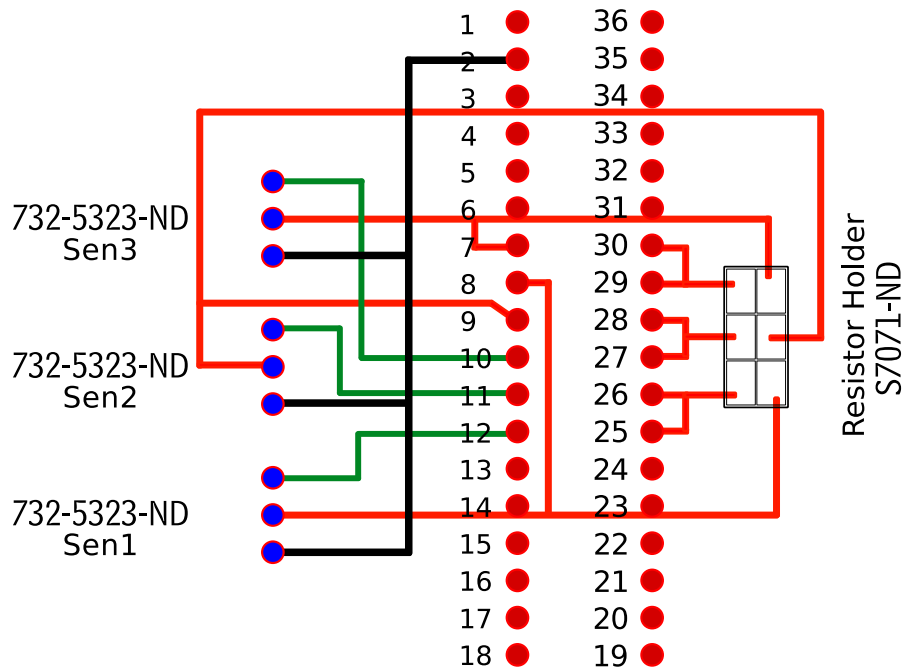 1 36
2 35
3 34
4 33
5 32
6 31
7 30
8 29
9 28
10 27
11 26
12 25
13 24
14 23
15 22
16 21
17 20
18 19
732-5323-ND
Sen3
732-5323-ND
Sen2
732-5323-ND
Sen1
Resistor Holder
S7071-ND